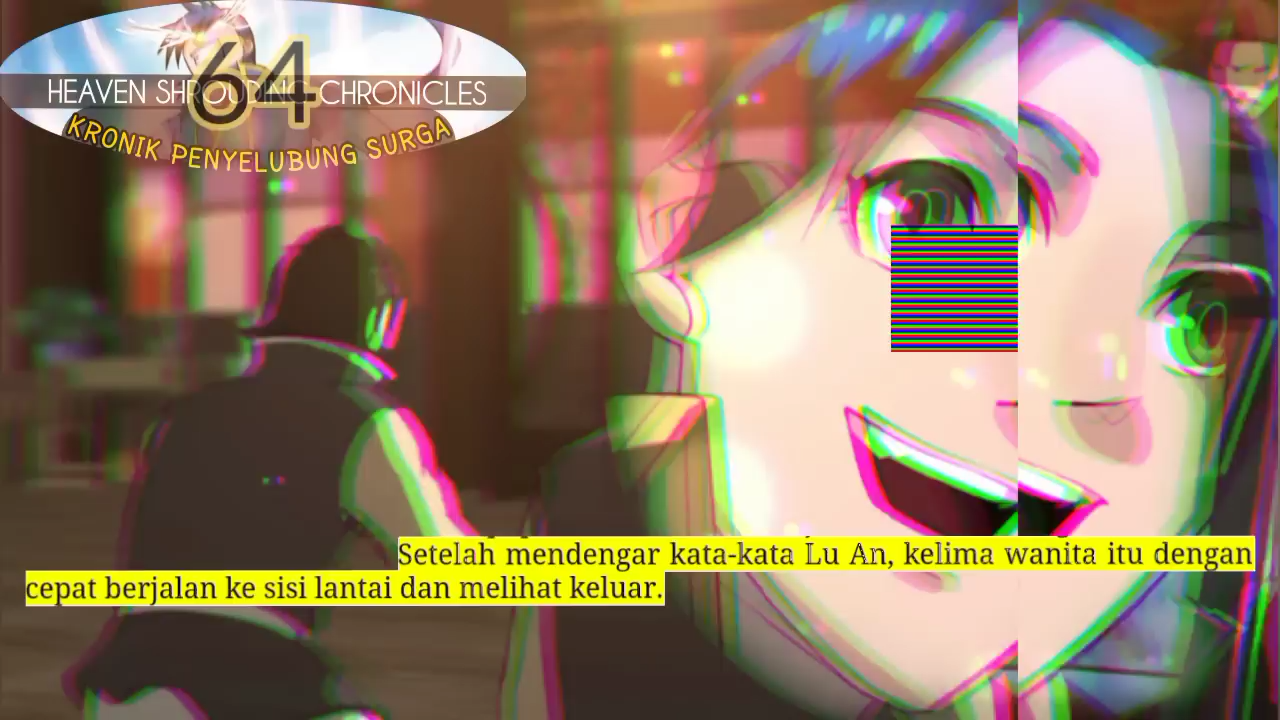 64
HEAVEN SHROUDING CHRONICLES
KRONIK PENYELUBUNG SURGA
Setelah mendengar kata-kata Lu An, kelima wanita itu dengan
cepat berjalan ke sisi lantai dan melihat keluar.